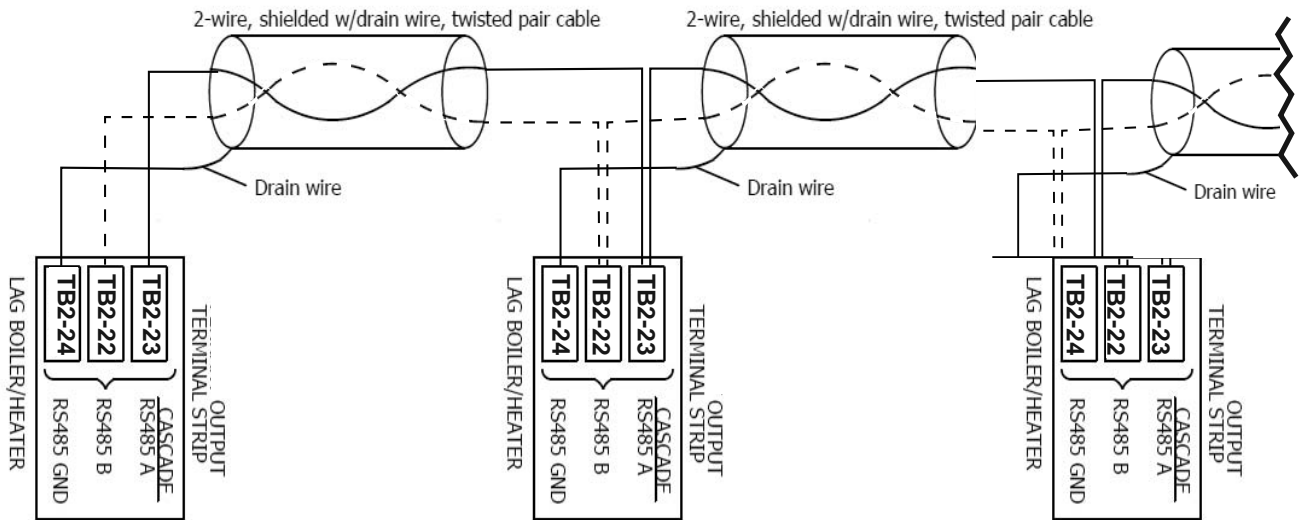 2-wire, shielded w/drain wire, twisted pair cable
2-wire, shielded w/drain wire, twisted pair cable
Drain wire
Drain wire
Drain wire
LAG BOILER/HEATER
TB2-24
TB2-22
TB2-23
RS485 GND
RS485 B
RS485 A
CASCADE
TERMINAL STRIP
OUTPUT
LAG BOILER/HEATER
TB2-24
TB2-22
TB2-23
RS485 GND
RS485 B
RS485 A
CASCADE
TERMINAL STRIP
OUTPUT
LAG BOILER/HEATER
TB2-24
TB2-22
TB2-23
RS485 GND
RS485 B
RS485 A
CASCADE
TERMINAL STRIP
OUTPUT